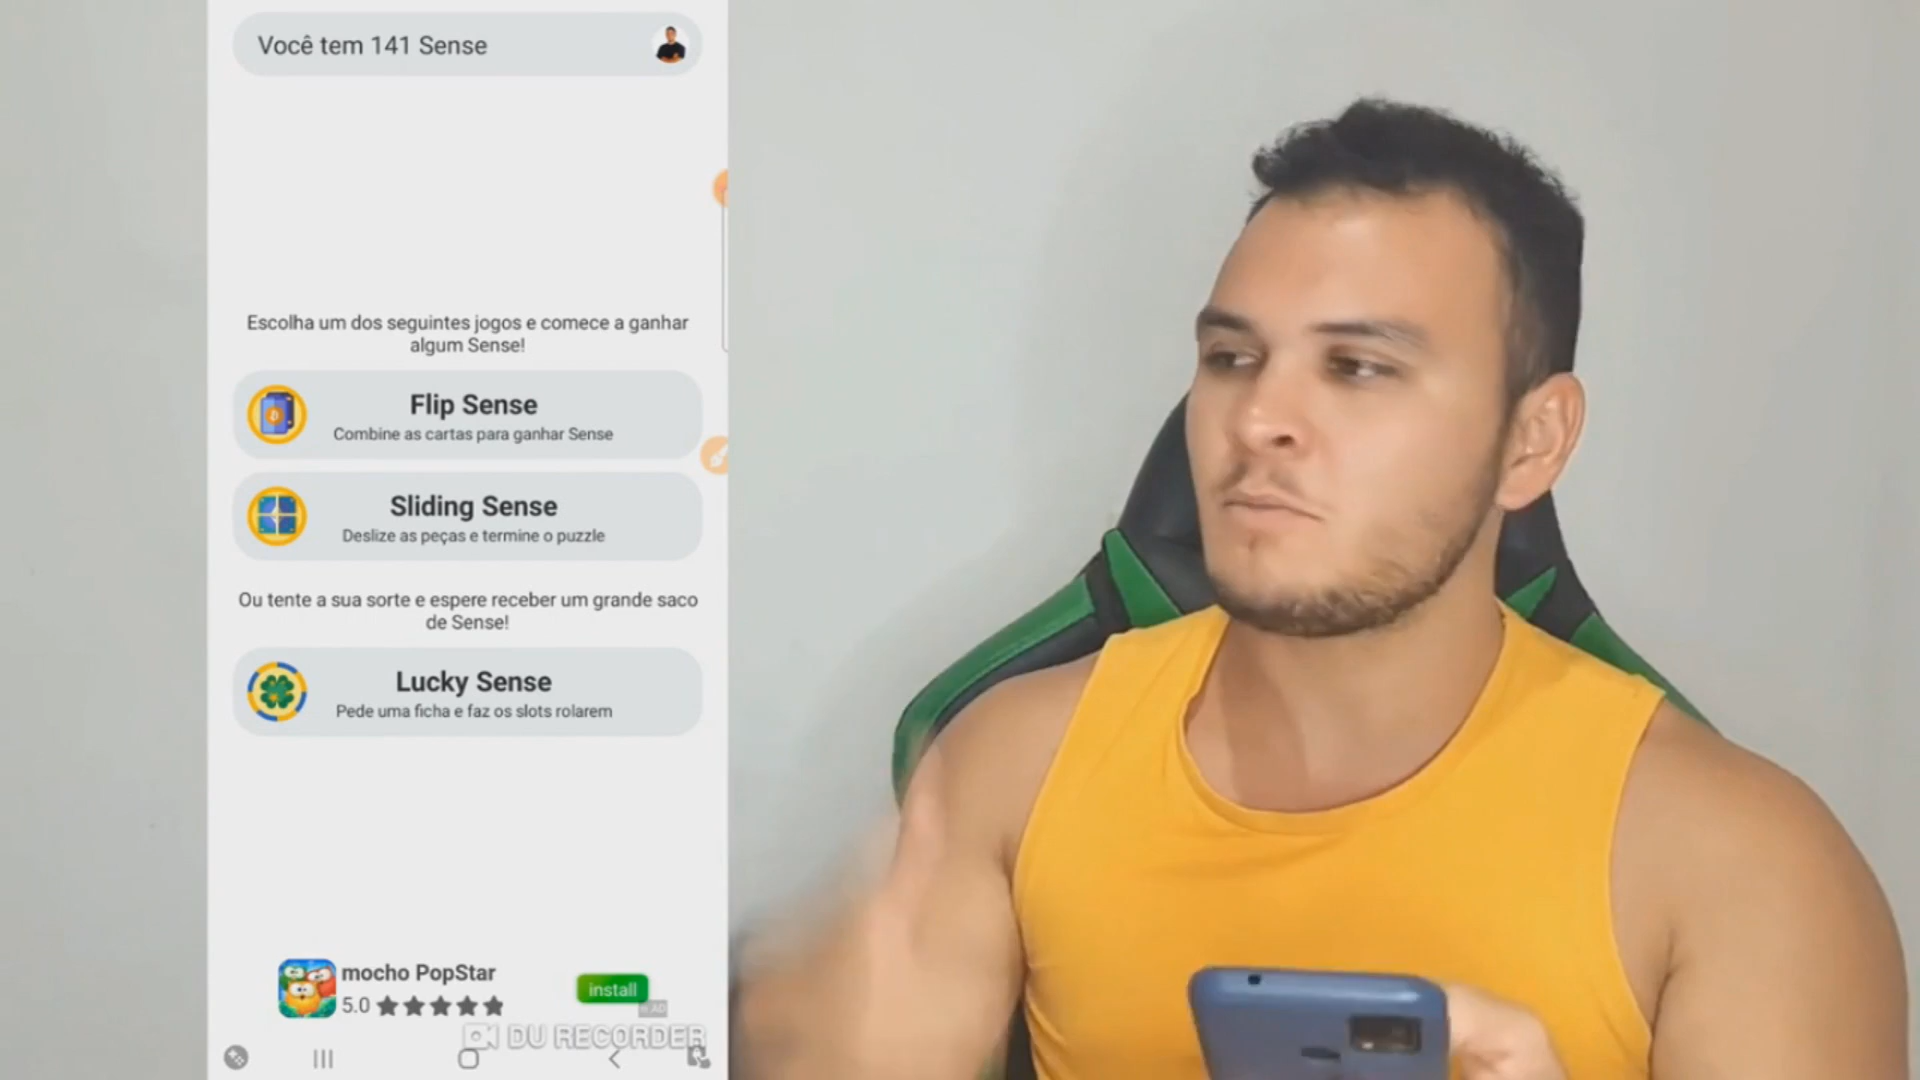 Você tem 141 Sense
Escolha um dos seguintes jogos e comece a ganhar
algum Sense!
Flip Sense
Combine as cartas para ganhar Sense
Sliding Sense
Deslize as peças e termine o puzzle
Ou tente a sua sorte e espere receber um grande saco
de Sense!
Lucky Sense
Pede uma ficha e faz os slots rolarem
mocho PopStar
5.0
install
AD
DU RECORDER